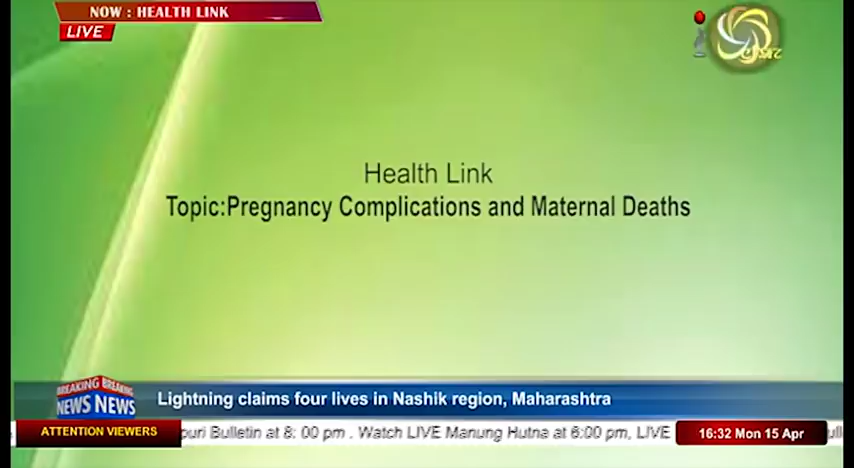 NOW : HEALTH LINK
LIVE
Health Link
Topic:Pregnancy Complications and Maternal Deaths
BREAKING BREAKING
NEWS NEWS
Lightning claims four lives in Nashik region, Maharashtra
ATTENTION VIEWERS
puri Bulletin at 8: 00 pm . Watch LIVE Manung Hutna at 6:00 pm, LIVE
16:32 Mon 15 Apr